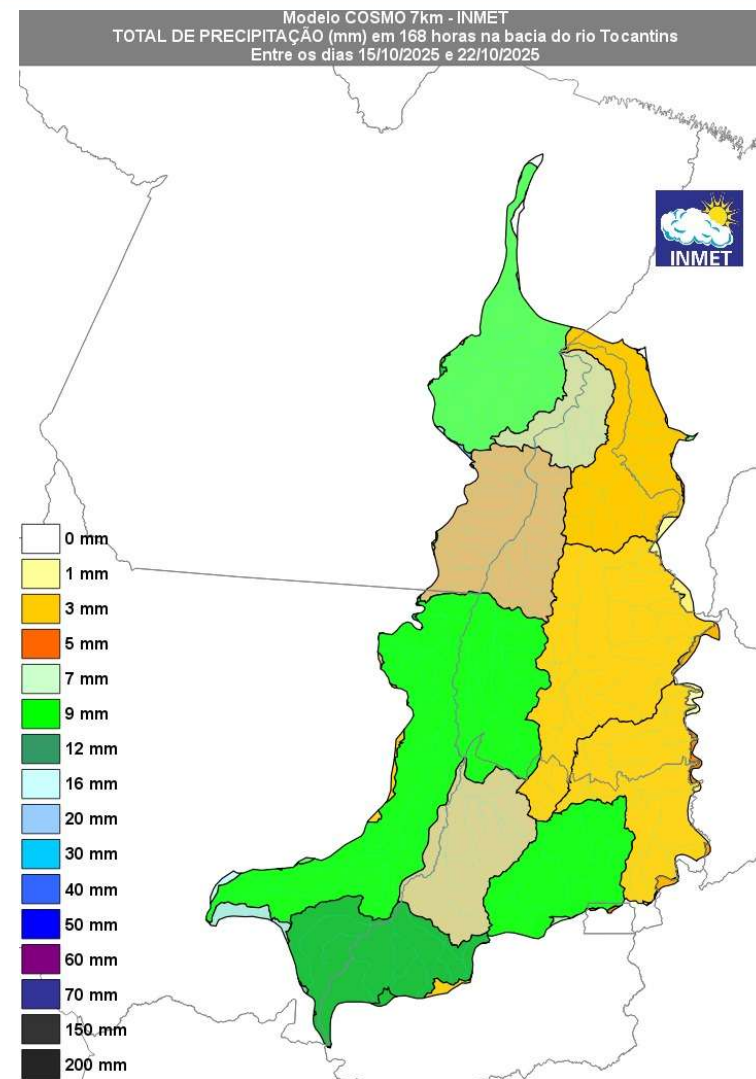 Modelo COSMO 7km - INMET
TOTAL DE PRECIPITAÇÃO (mm) em 168 horas na bacia do rio Tocantins
Entre os dias 15/10/2025 e 22/10/2025
INMET
0 mm
1 mm
3 mm
5 mm
7 mm
9 mm
12 mm
16 mm
20 mm
30 mm
40 mm
50 mm
60 mm
70 mm
150 mm
200 mm